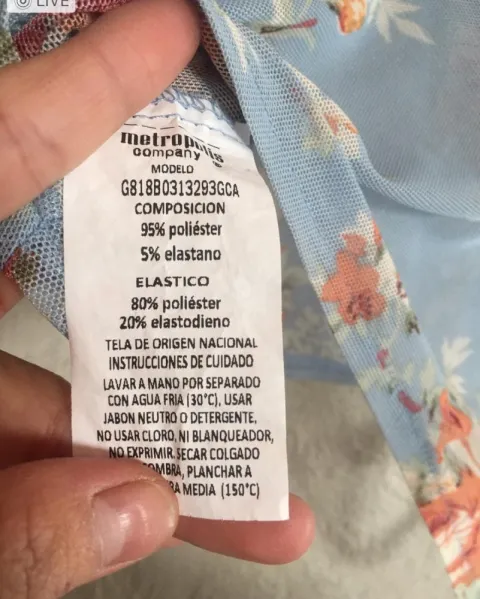 LIVE
metropolis
company
MODELO
G818B0313293GCA
COMPOSICION
95% poliéster
5% elastano
ELASTICO
80% poliéster
20% elastodieno
TELA DE ORIGEN NACIONAL
INSTRUCCIONES DE CUIDADO
LAVAR A MANO POR SEPARADO
CON AGUA FRIA (30°C), USAR
JABON NEUTRO O DETERGENTE,
NO USAR CLORO, NI BLANQUEADOR,
NO EXPRIMIR, SECAR COLGADO
PLANCHAR A
MEDIA (150°C)